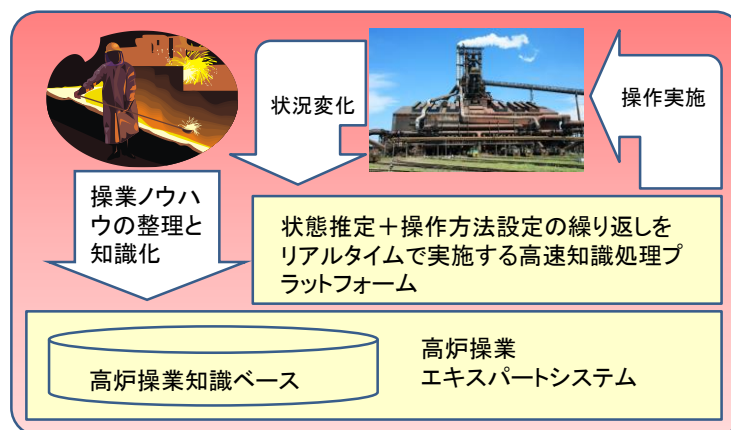 状況変化
操作実施
操業ノウハ
ウの整理と
知識化
状態推定＋操作方法設定の繰り返しを
リアルタイムで実施する高速知識処理プ
ラットフォーム
高炉操業知識ベース
高炉操業
エキスパートシステム